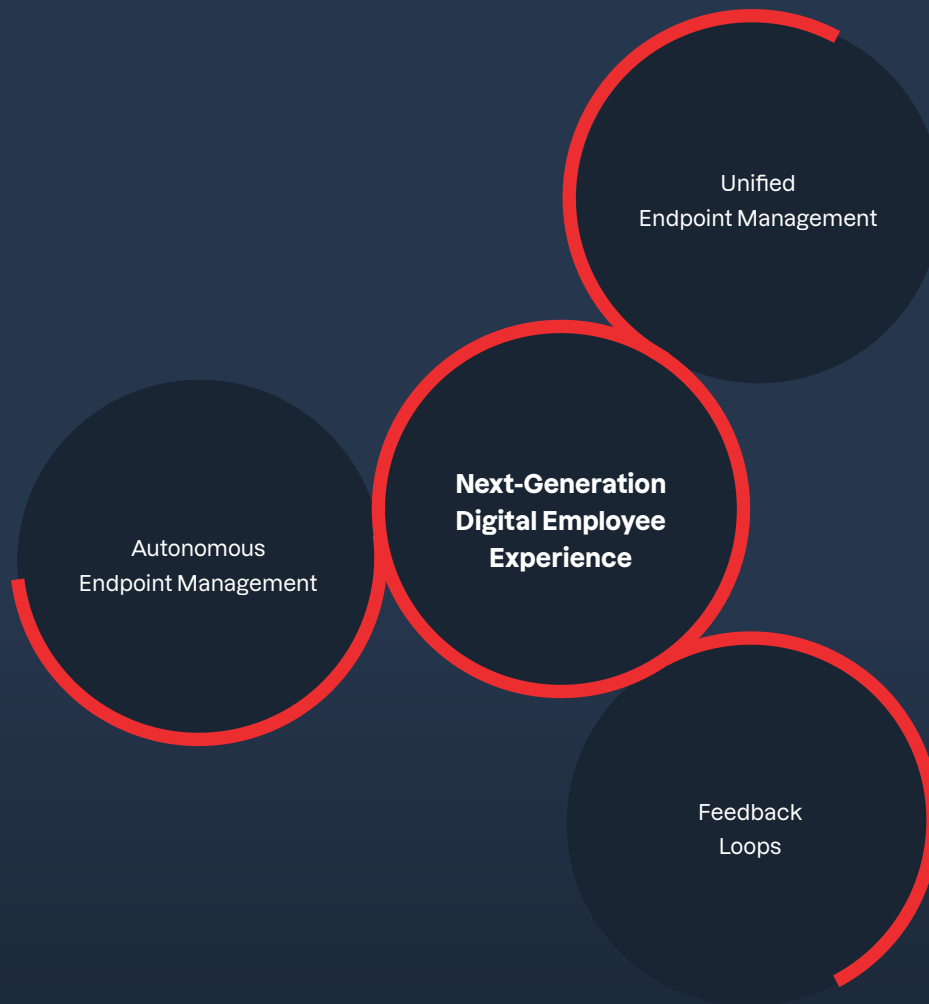 Unified
Endpoint Management
Next-Generation
Digital Employee
Experience
Autonomous
Endpoint Management
Feedback
Loops